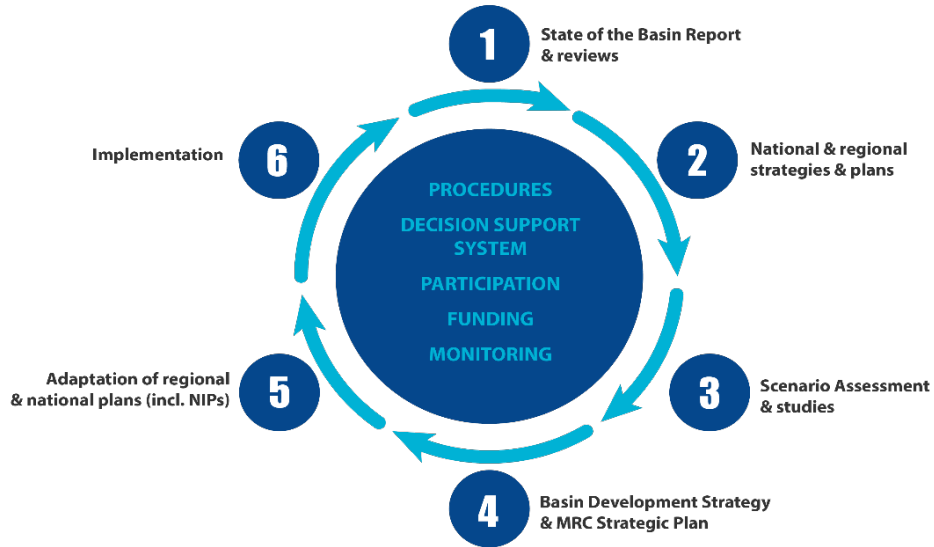 1
State of the Basin Report
& reviews
2
National & regional
strategies & plans
3
Scenario Assessment
& studies
4
Basin Development Strategy
& MRC Strategic Plan
5
Adaptation of regional
& national plans (incl. NIPs)
6
Implementation
PROCEDURES
DECISION SUPPORT
SYSTEM
PARTICIPATION
FUNDING
MONITORING